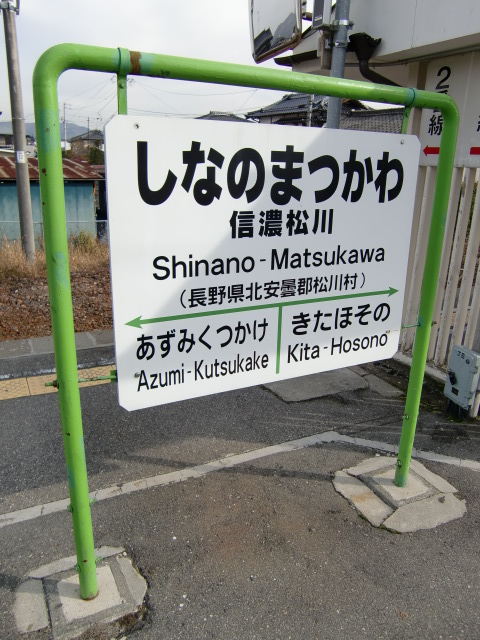 しなのまつかわ
信濃松川
Shinano-Matsukawa
（長野県北安曇郡松川村）
あずみくつかけ
Azumi-Kutsukake
きたほその
Kita-Hosono
2
線